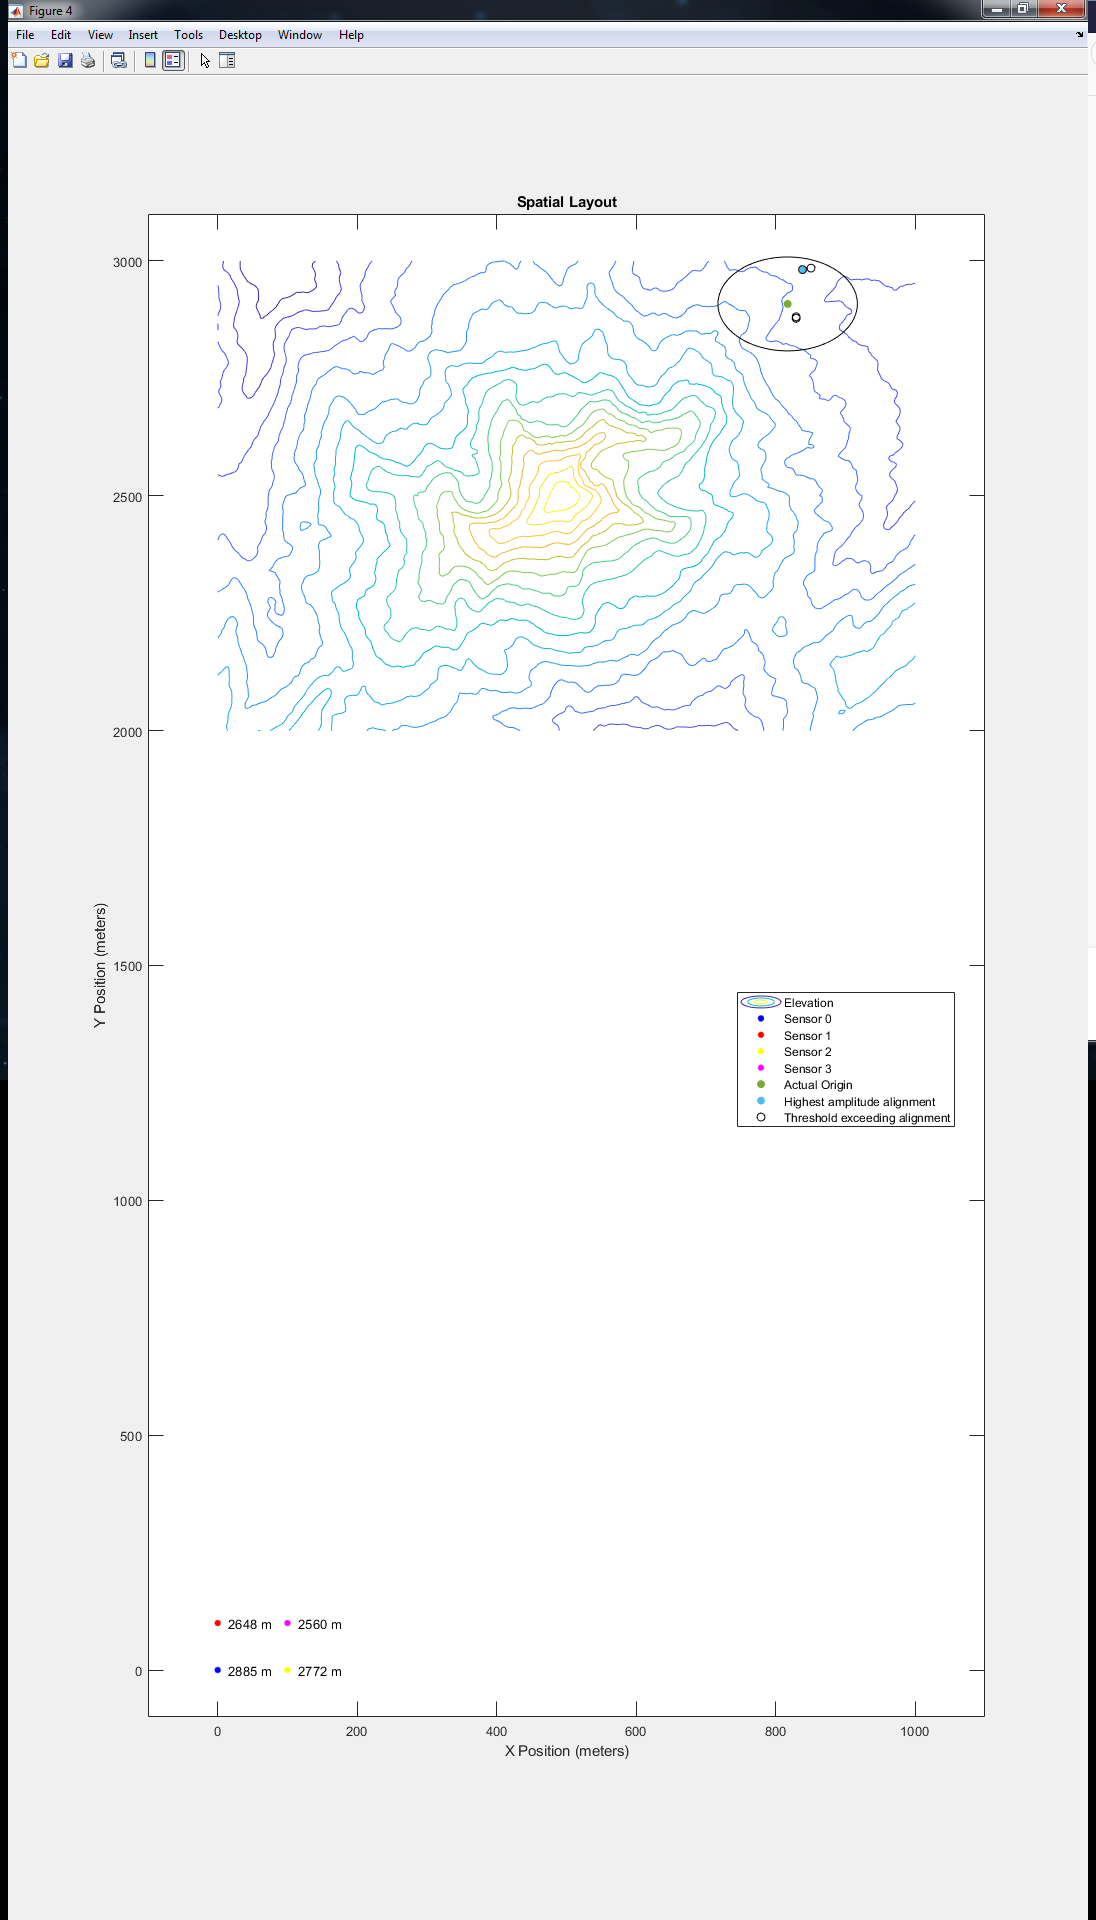 Figure 4
File Edit View Insert Tools Desktop Window Help
Spatial Layout
3000
2500
2000
1500
1000
500
0
Y Position (meters)
Elevation
Sensor 0
Sensor 1
Sensor 2
Sensor 3
Actual Origin
Highest amplitude alignment
Threshold exceeding alignment
2648 m 2560 m
2885 m 2772 m
0 200 400 600 800 1000
X Position (meters)